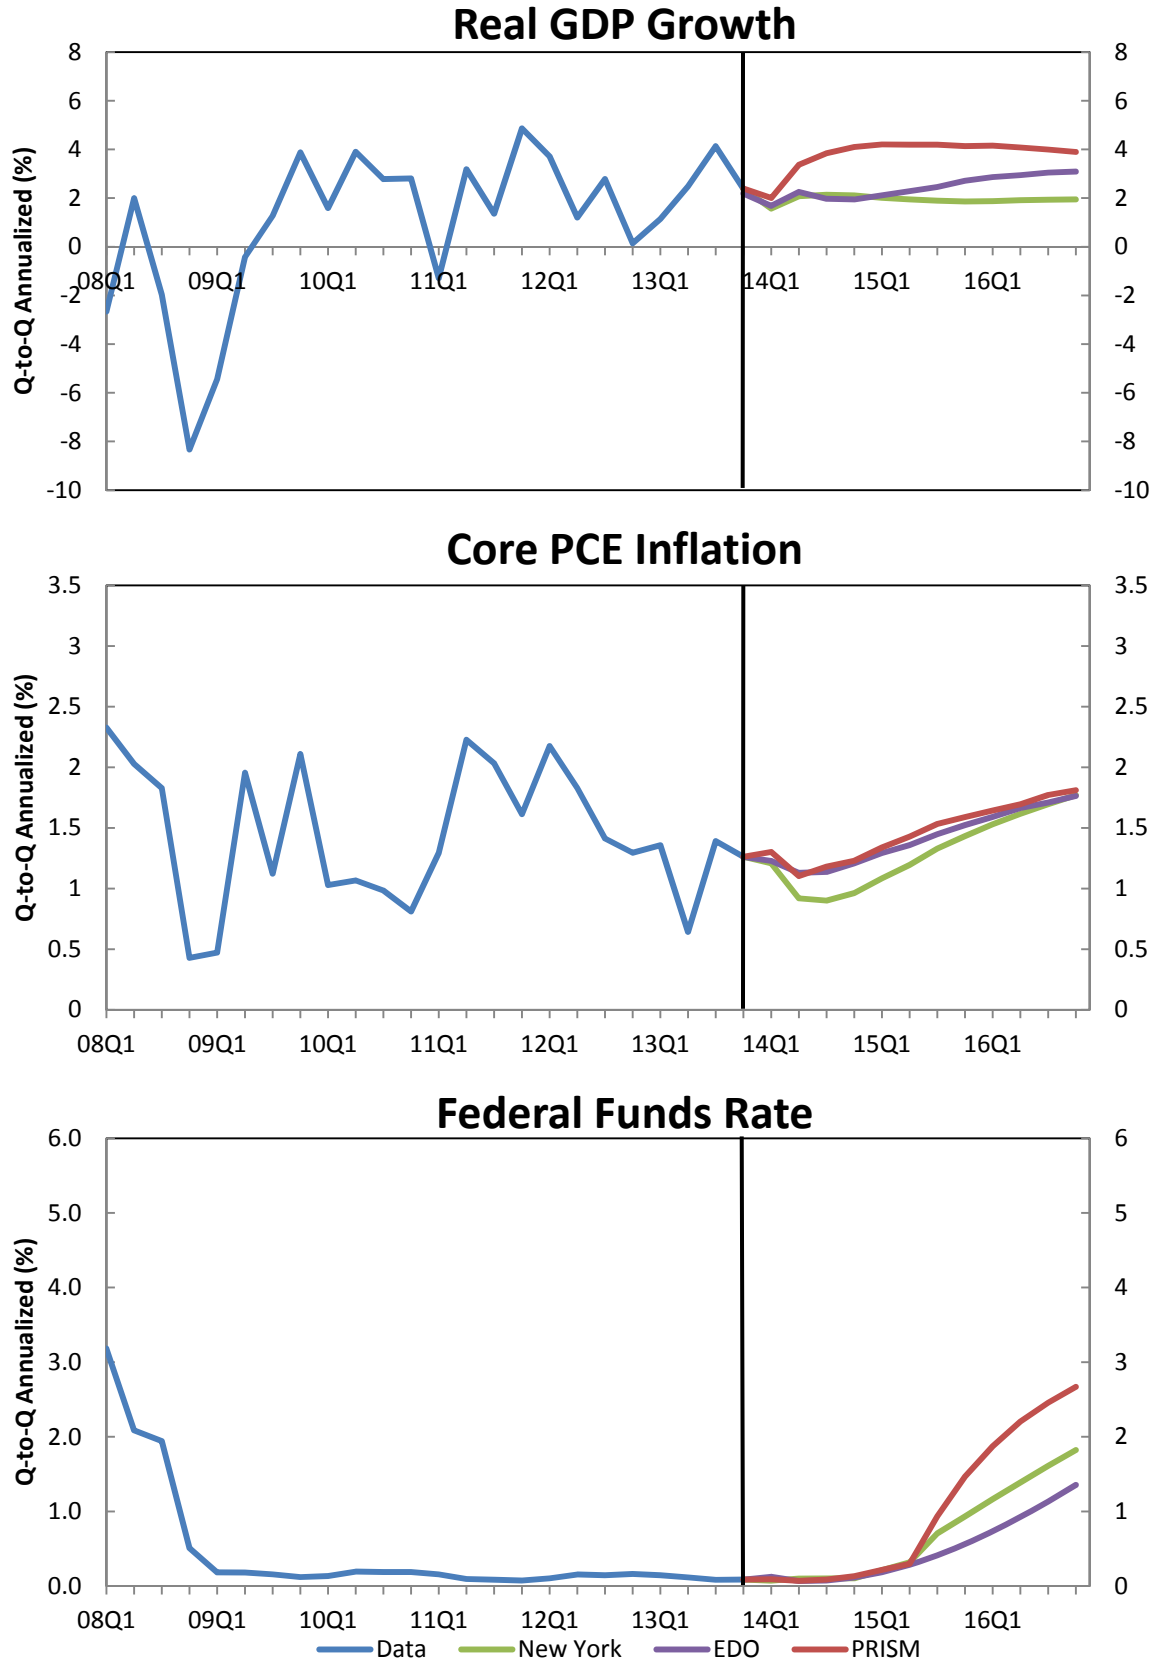 Real GDP Growth
Q-to-Q Annualized (%)
8 8
6 6
4 4
2 2
0 0
08Q1 09Q1 10Q1 11Q1 12Q1 13Q1 14Q1 15Q1 16Q1
-2 -2
-4 -4
-6 -6
-8 -8
-10 -10
Core PCE Inflation
Q-to-Q Annualized (%)
3.5 3.5
3 3
2.5 2.5
2 2
1.5 1.5
1 1
0.5 0.5
0 0
08Q1 09Q1 10Q1 11Q1 12Q1 13Q1 14Q1 15Q1 16Q1
Federal Funds Rate
Q-to-Q Annualized (%)
6.0 6
5.0 5
4.0 4
3.0 3
2.0 2
1.0 1
0.0 0
08Q1 09Q1 10Q1 11Q1 12Q1 13Q1 14Q1 15Q1 16Q1
Data New York EDO PRISM